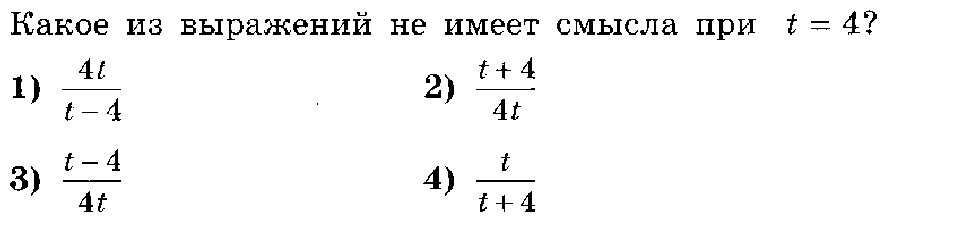 Какое из выражений не имеет смысла при t = 4?
1) 4t / (t − 4) 2) (t + 4) / 4t
3) (t − 4) / 4t 4) t / (t + 4)